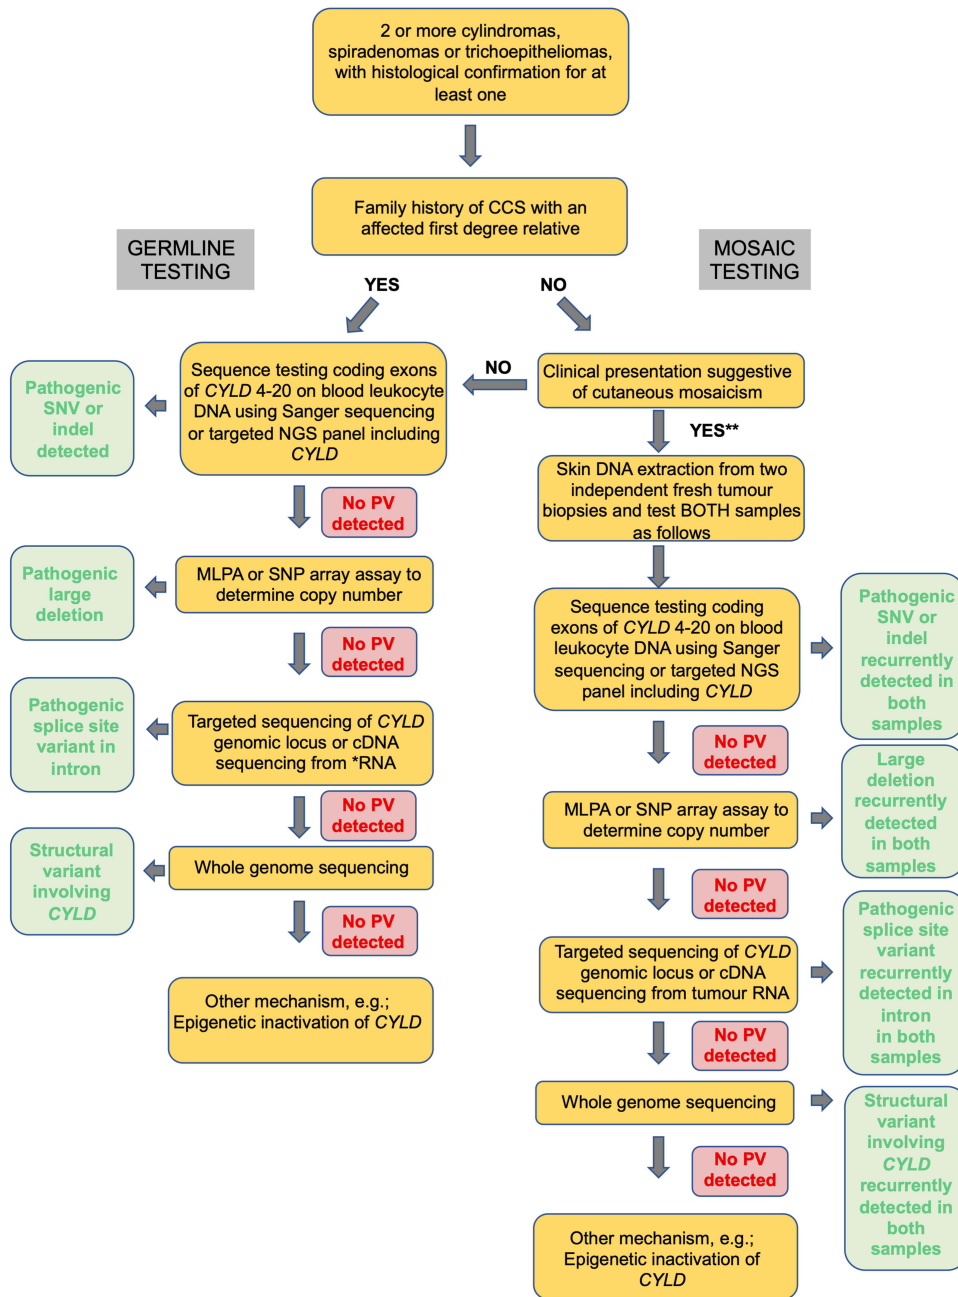 2 or more cylindromas,
spiradenomas or trichoepitheliomas,
with histological confirmation for at
least one
Family history of CCS with an
affected first degree relative
GERMLINE
TESTING
MOSAIC
TESTING
YES
NO
Pathogenic
SNV or
indel
detected
Sequence testing coding exons
of CYLD 4-20 on blood leukocyte
DNA using Sanger sequencing
or targeted NGS panel including
CYLD
NO
Clinical presentation suggestive
of cutaneous mosaicism
YES**
No PV
detected
Skin DNA extraction from two
independent fresh tumour
biopsies and test BOTH samples
as follows
Pathogenic
large
deletion
MLPA or SNP array assay to
determine copy number
No PV
detected
Sequence testing coding
exons of CYLD 4-20 on blood
leukocyte DNA using Sanger
sequencing or targeted NGS
panel including CYLD
Pathogenic
SNV or
indel
recurrently
detected in
both
samples
Pathogenic
splice site
variant in
intron
Targeted sequencing of CYLD
genomic locus or cDNA
sequencing from *RNA
No PV
detected
No PV
detected
MLPA or SNP array assay to
determine copy number
Large
deletion
recurrently
detected
in both
samples
Structural
variant
involving
CYLD
Whole genome sequencing
No PV
detected
No PV
detected
Targeted sequencing of CYLD
genomic locus or cDNA
sequencing from tumour RNA
Pathogenic
splice site
variant
recurrently
detected in
intron
in both
samples
Other mechanism, e.g.;
Epigenetic inactivation of CYLD
No PV
detected
Whole genome sequencing
Structural
variant
involving
CYLD
recurrently
detected in
both
samples
No PV
detected
Other mechanism, e.g.;
Epigenetic inactivation of
CYLD